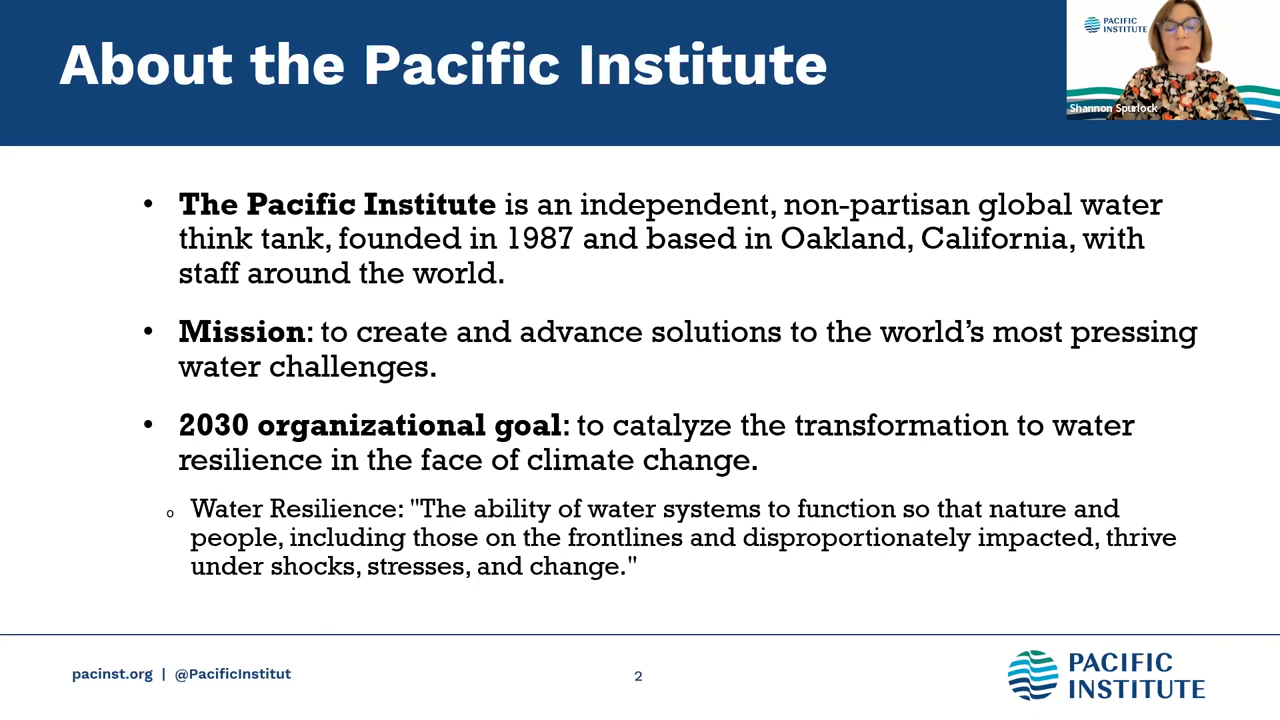 About the Pacific Institute
PACIFIC
INSTITUTE
Shannon Spurlock
• The Pacific Institute is an independent, non-partisan global water
think tank, founded in 1987 and based in Oakland, California, with
staff around the world.
• Mission: to create and advance solutions to the world’s most pressing
water challenges.
• 2030 organizational goal: to catalyze the transformation to water
resilience in the face of climate change.
o Water Resilience: "The ability of water systems to function so that nature and
people, including those on the frontlines and disproportionately impacted, thrive
under shocks, stresses, and change."
pacinst.org | @PacificInstitut
2
PACIFIC
INSTITUTE